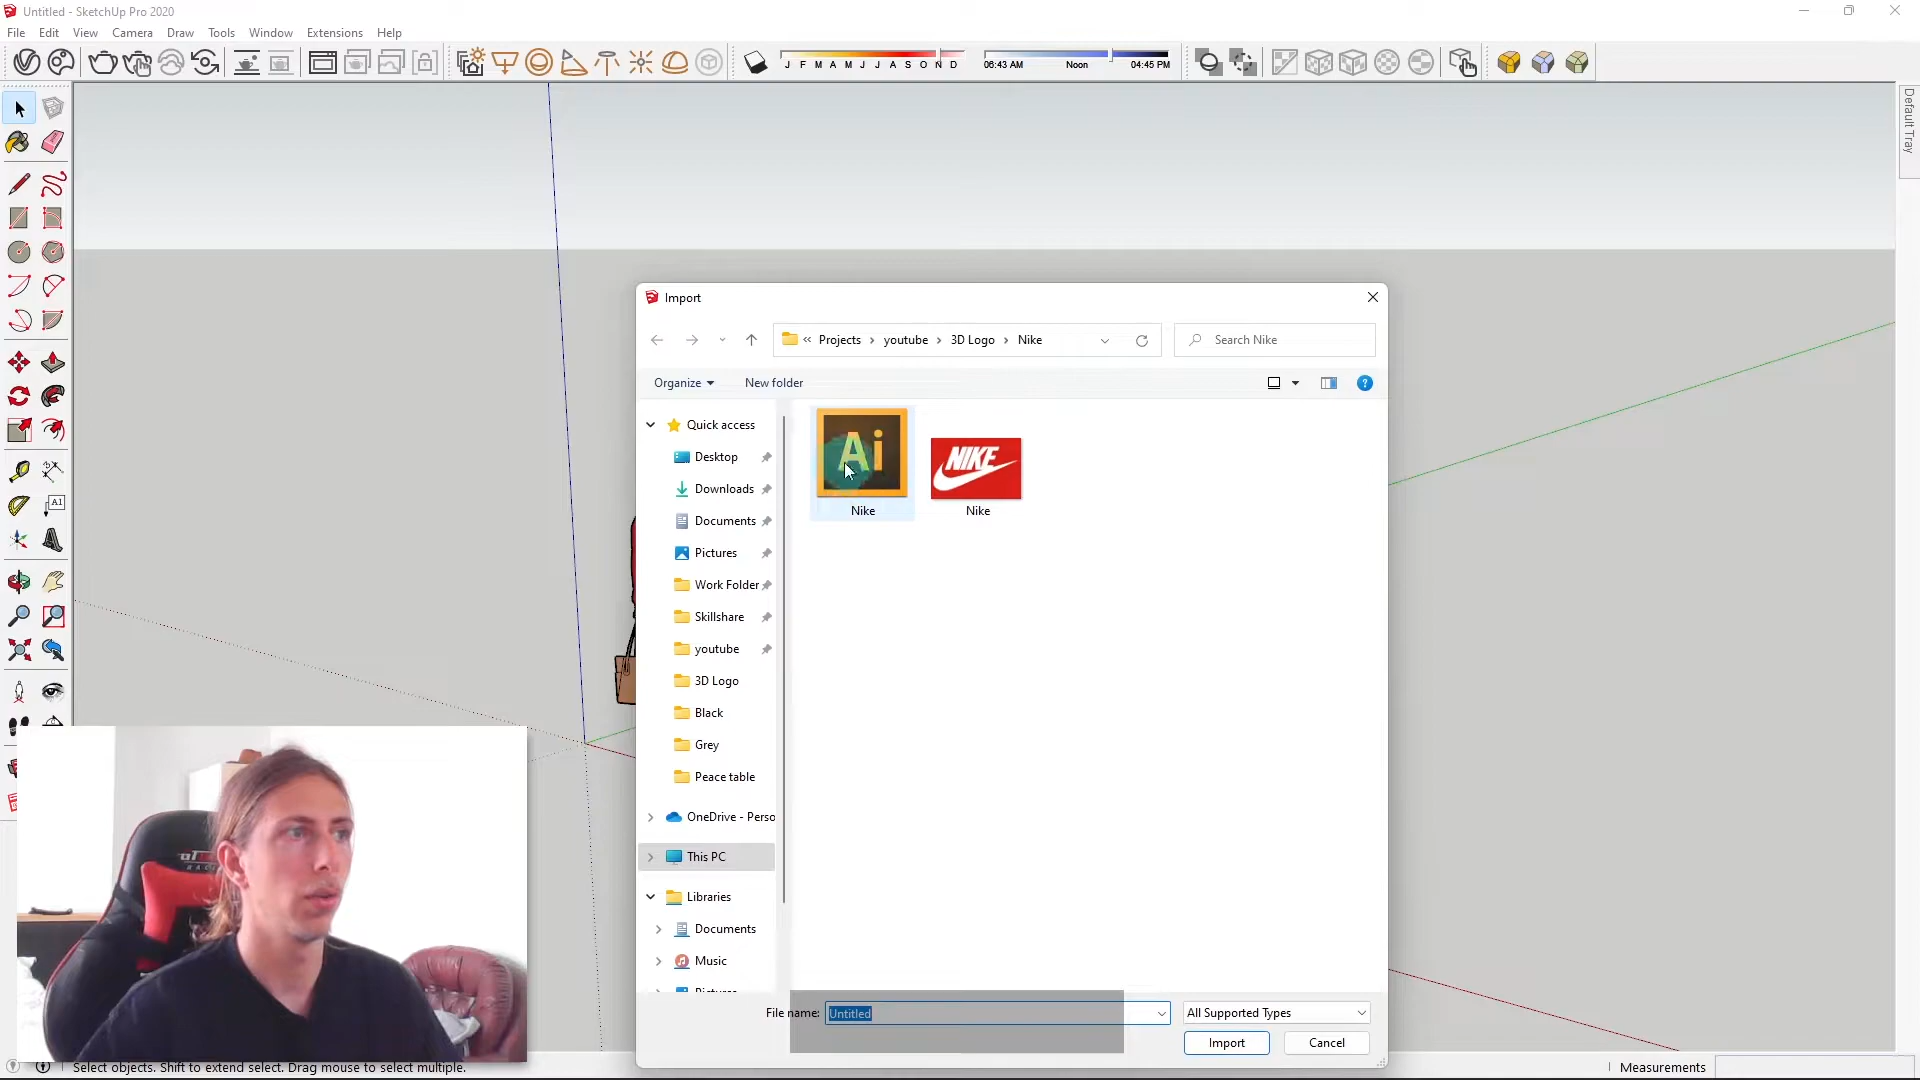 Untitled - SketchUp Pro 2020
File Edit View Camera Draw Tools Window Extensions Help
J F M A M J J A S O N D
06:43 AM Noon 04:45 PM
Default Tray
Import
« Projects › youtube › 3D Logo › Nike
Search Nike
Organize
New folder
?
Quick access
Desktop
Downloads
Documents
Pictures
Work Folder
Skillshare
youtube
3D Logo
Black
Grey
Peace table
OneDrive - Perso
This PC
Libraries
Documents
Music
Pictures
Ai
NIKE
Nike
Nike
File name:
Untitled
All Supported Types
Import
Cancel
Select objects. Shift to extend select. Drag mouse to select multiple.
Measurements